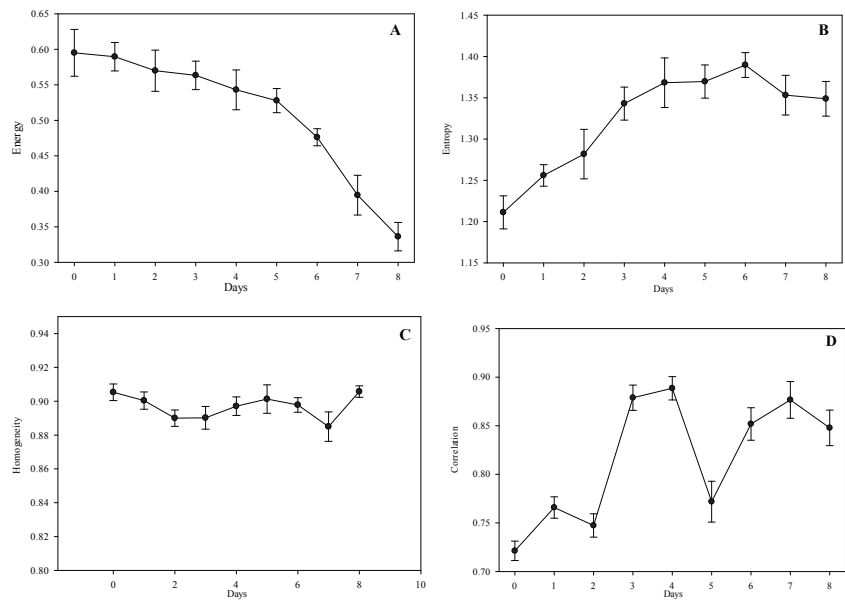 A
Energy
0.65
0.60
0.55
0.50
0.45
0.40
0.35
0.30
0 1 2 3 4 5 6 7 8
Days
B
Entropy
1.45
1.40
1.35
1.30
1.25
1.20
1.15
0 1 2 3 4 5 6 7 8
Days
C
Homogeneity
0.94
0.92
0.90
0.88
0.86
0.84
0.82
0.80
0 2 4 6 8 10
Days
D
Correlation
0.95
0.90
0.85
0.80
0.75
0.70
0 1 2 3 4 5 6 7 8
Days